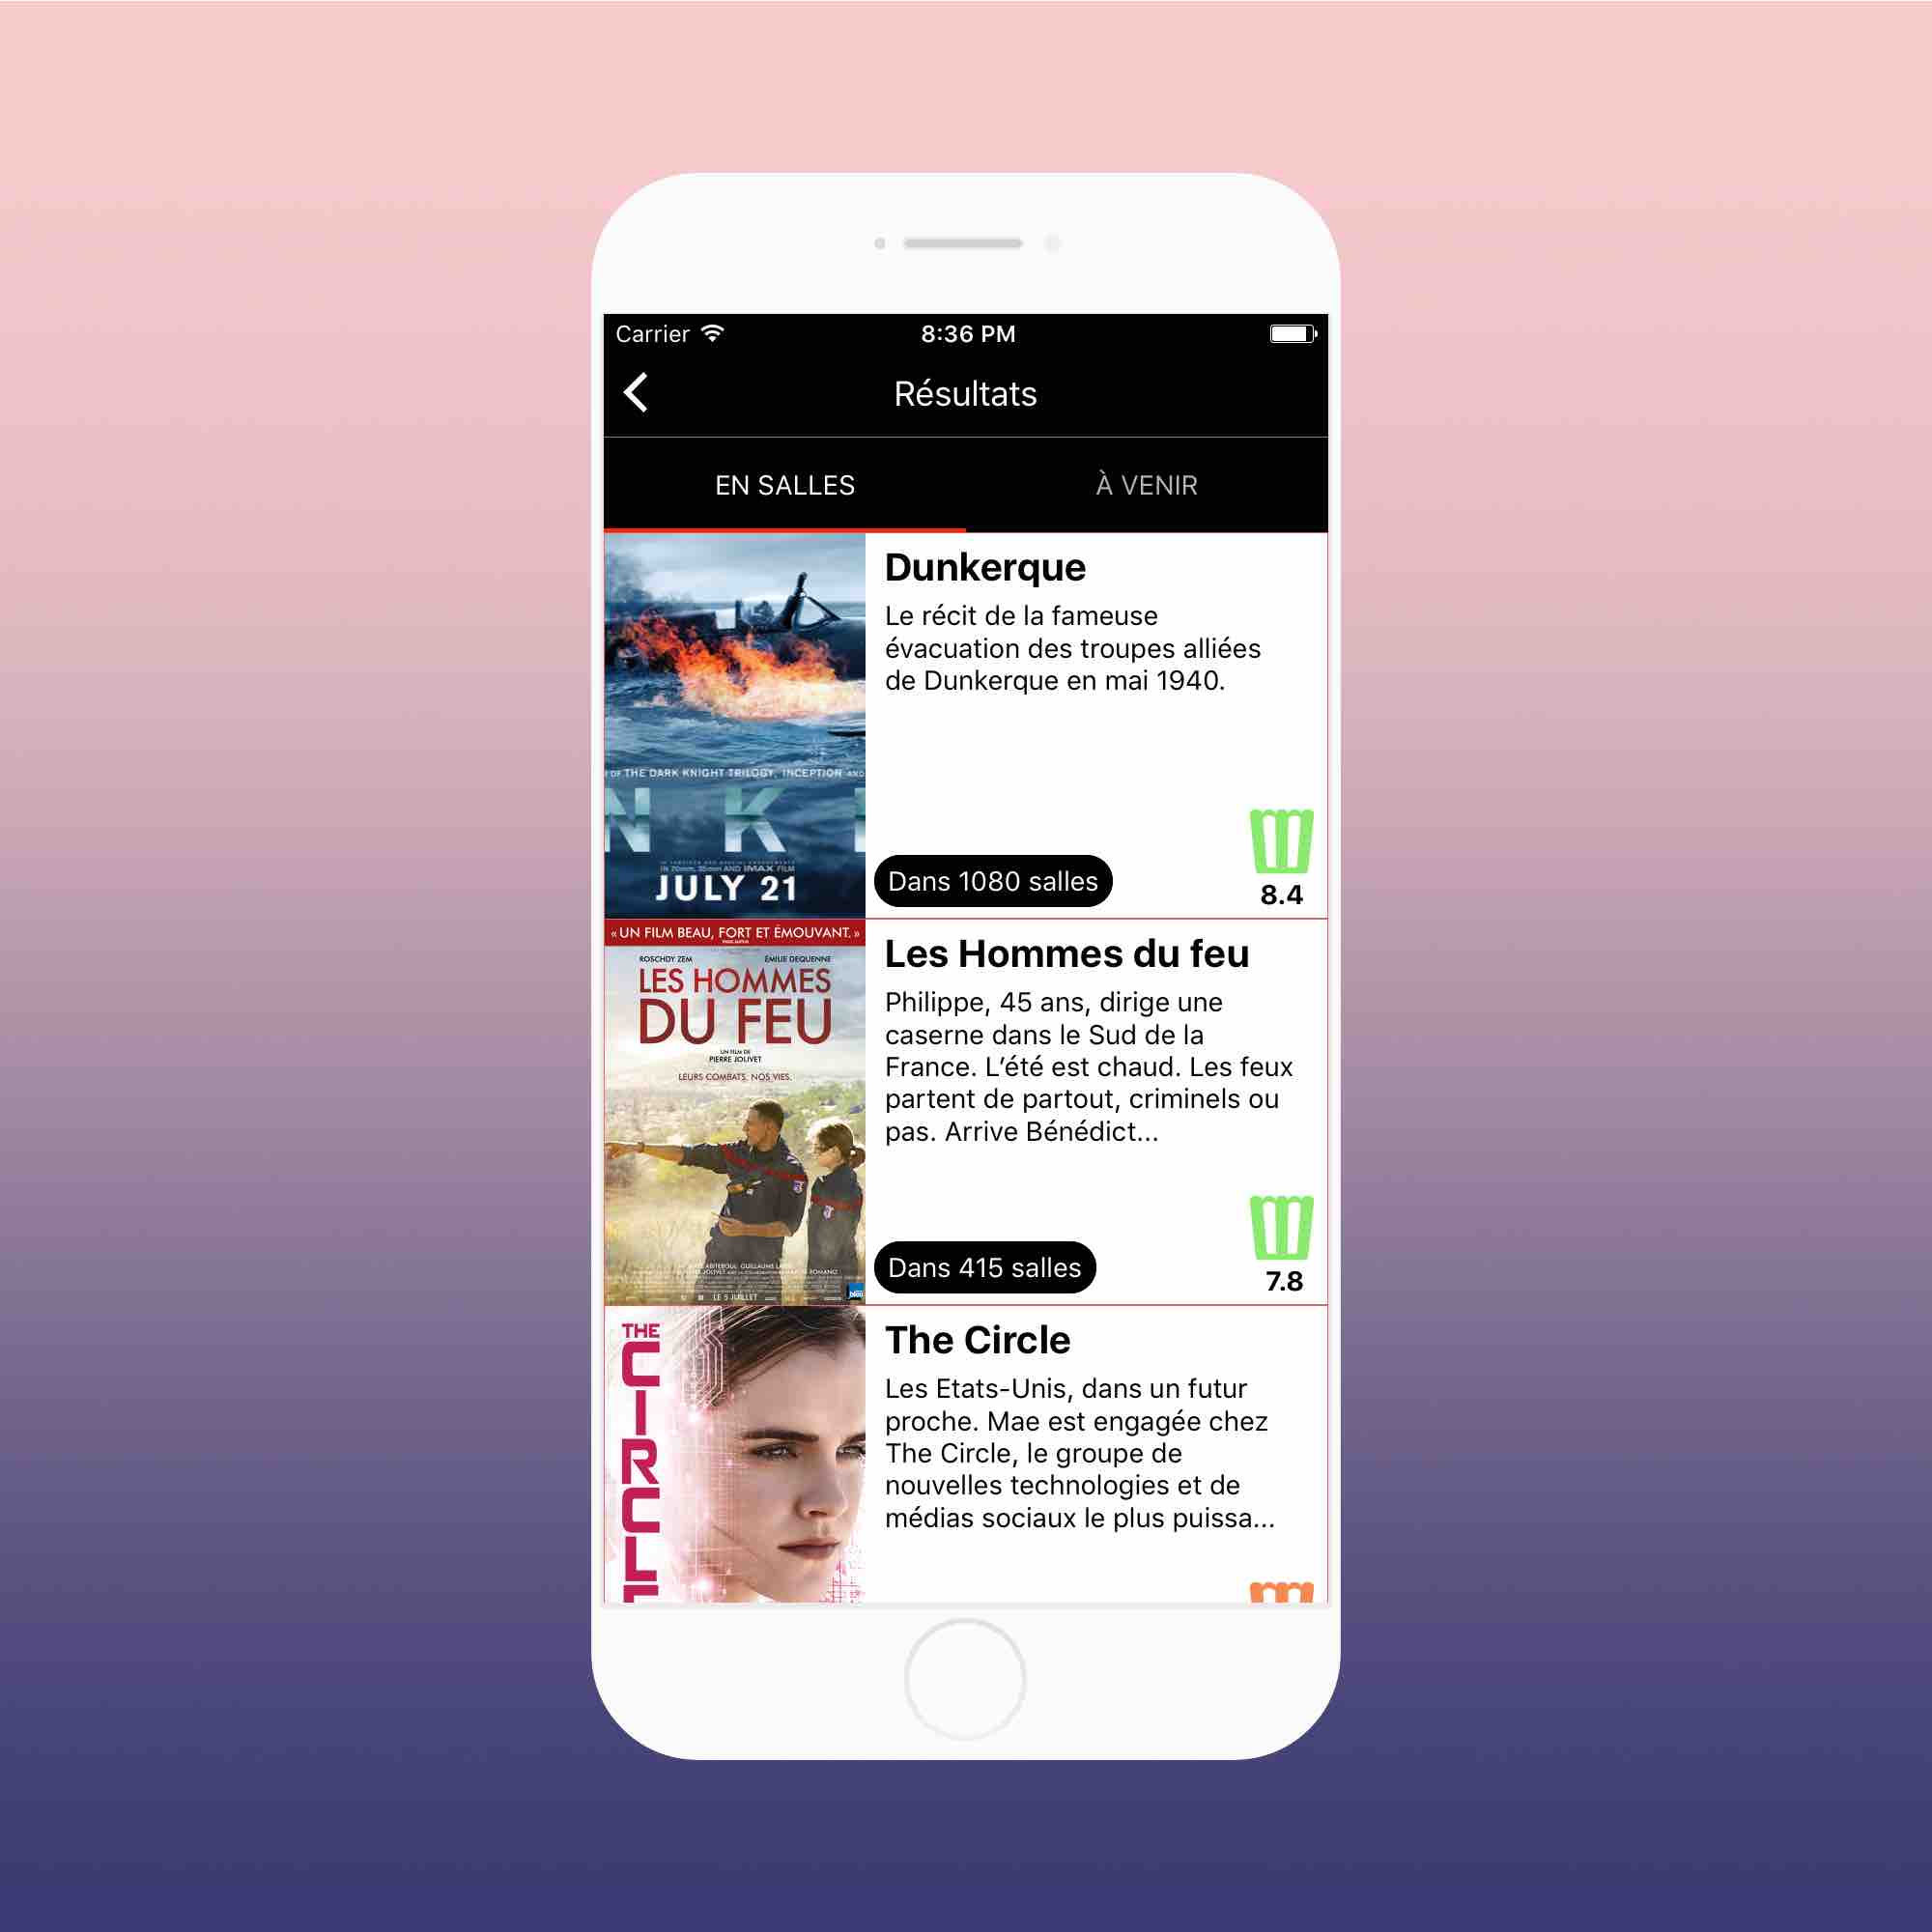 Carrier
8:36 PM
Résultats
EN SALLES
À VENIR
Dunkerque
Le récit de la fameuse
évacuation des troupes alliées
de Dunkerque en mai 1940.
OF THE DARK KNIGHT TRILOGY, INCEPTION AND
N K
IN 70mm, 35mm AND IMAX FILM
JULY 21
Dans 1080 salles
8.4
« UN FILM BEAU, FORT ET ÉMOUVANT. »
ROSCHDY ZEM
ÉMILIE DEQUENNE
LES HOMMES
DU FEU
UN FILM DE
PIERRE JOLIVET
LEURS COMBATS. NOS VIES.
LE 5 JUILLET
bleu
Les Hommes du feu
Philippe, 45 ans, dirige une
caserne dans le Sud de la
France. L’été est chaud. Les feux
partent de partout, criminels ou
pas. Arrive Bénédict...
Dans 415 salles
7.8
THE
CIRCLE
The Circle
Les Etats-Unis, dans un futur
proche. Mae est engagée chez
The Circle, le groupe de
nouvelles technologies et de
médias sociaux le plus puissa...